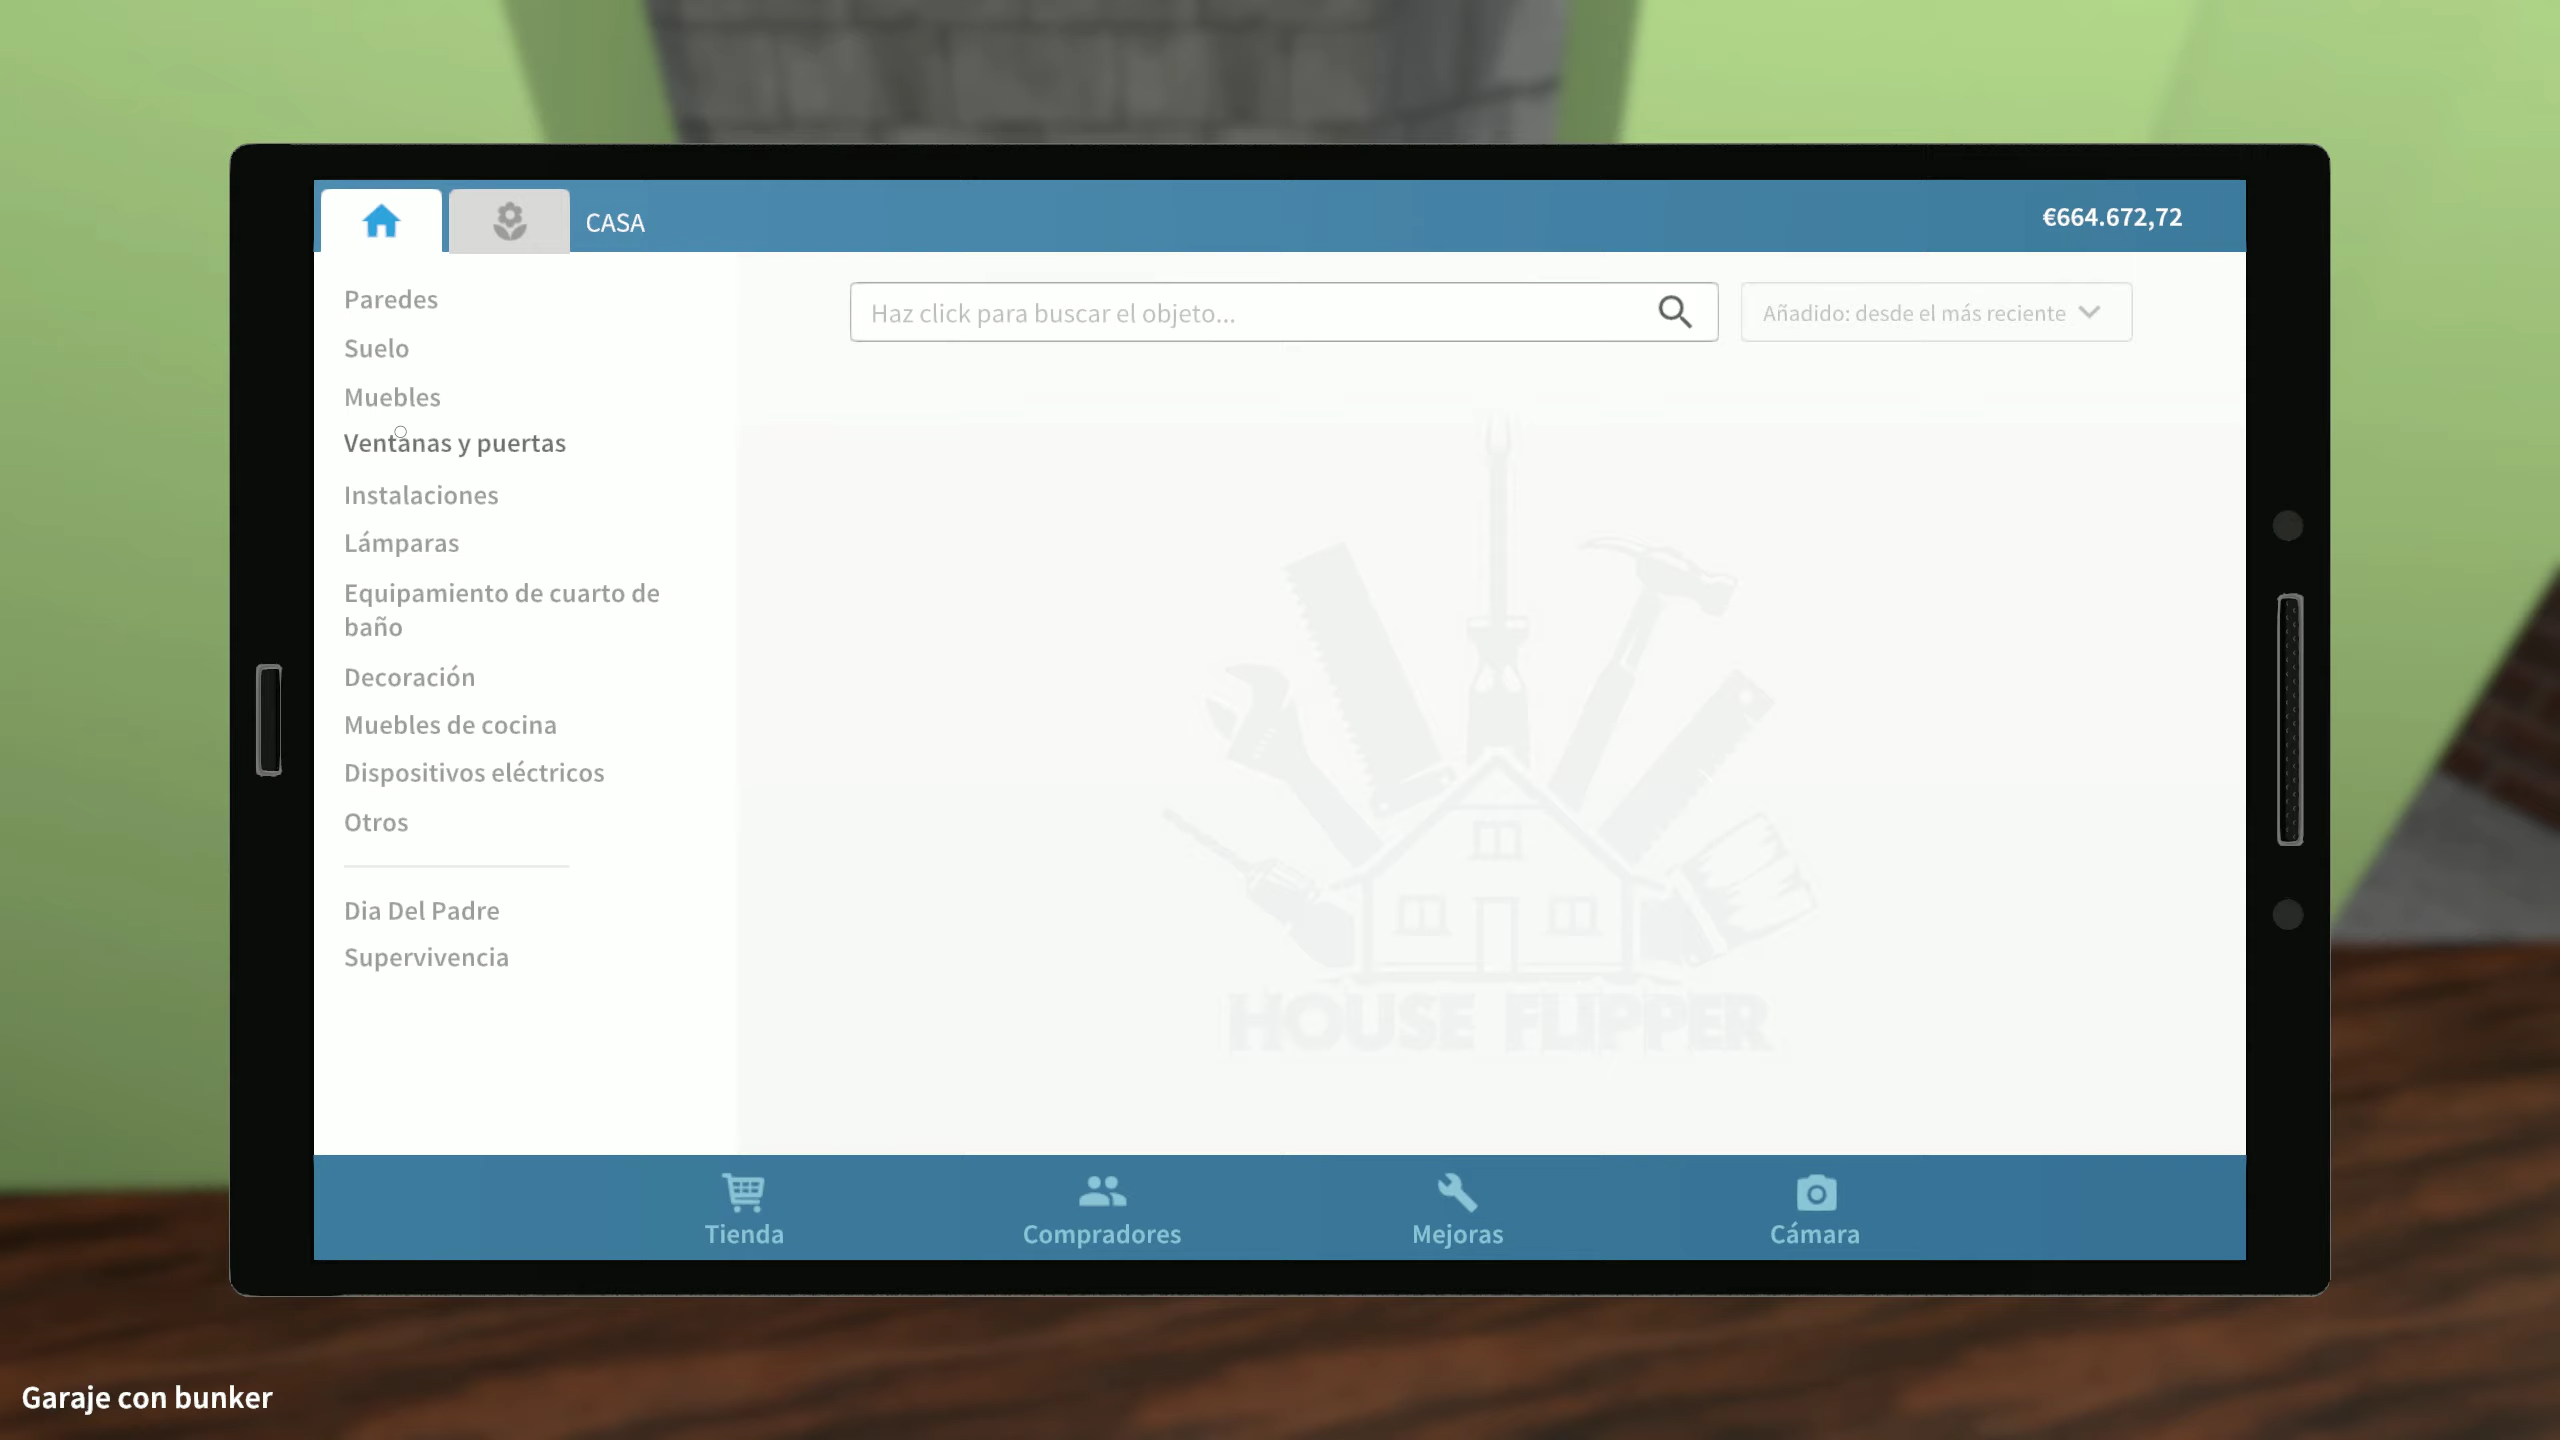 CASA
€664.672,72
Paredes
Suelo
Muebles
Ventanas y puertas
Instalaciones
Lámparas
Equipamiento de cuarto de
baño
Decoración
Muebles de cocina
Dispositivos eléctricos
Otros
Dia Del Padre
Supervivencia
Haz click para buscar el objeto...
Añadido: desde el más reciente
HOUSE FLIPPER
Tienda
Compradores
Mejoras
Cámara
Garaje con bunker